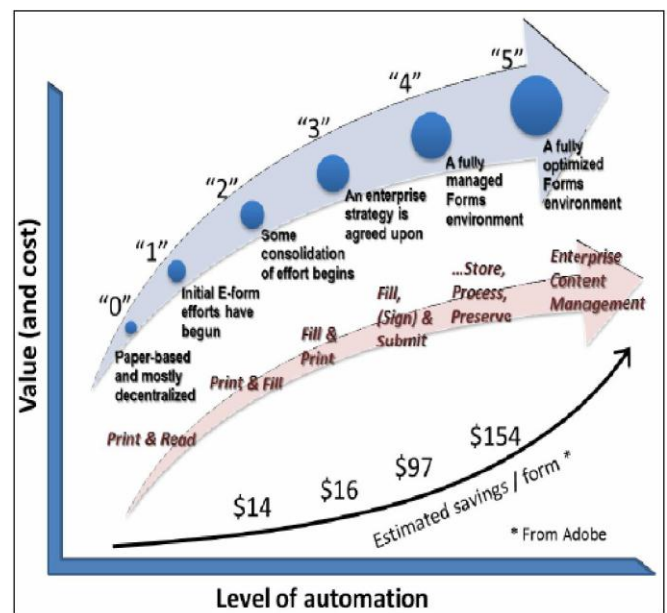 Value (and cost)
"0"
Paper-based
and mostly
decentralized
"1"
Initial E-form
efforts have
begun
"2"
Some
consolidation
of effort begins
"3"
An enterprise
strategy is
agreed upon
"4"
A fully
managed
Forms
environment
"5"
A fully
optimized
Forms
environment
Print & Read
Print & Fill
Fill &
Print
Fill,
(Sign) &
Submit
...Store,
Process,
Preserve
Enterprise
Content
Management
$14
$16
$97
$154
Estimated savings / form *
* From Adobe
Level of automation